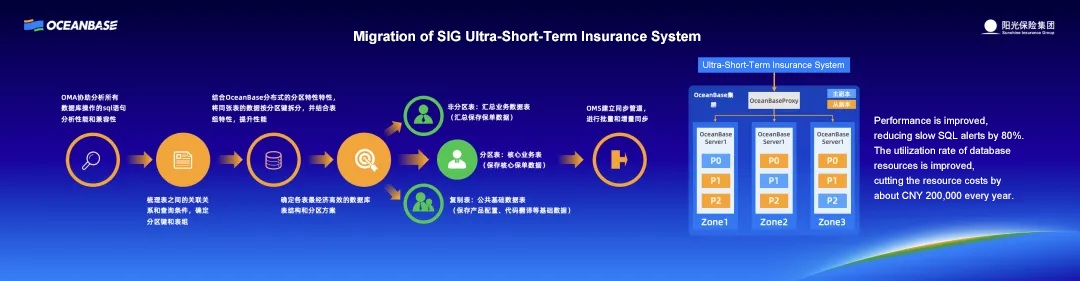 OCEANBASE
阳光保险集团
Sunshine Insurance Group
Migration of SIG Ultra-Short-Term Insurance System
OMA协助分析所有
数据库操作的sql语句
分析性能和兼容性
梳理表之间的关联关
系和查询条件，确定
分区键和表组
结合OceanBase分布式的分区特性特性，
将同张表的数据按分区键拆分，并结合表
组特性，提升性能
确定各表最经济高效的数据库
表结构和分区方案
非分区表：汇总业务数据表
（汇总保存保单数据）
分区表：核心业务表
（保存核心保单数据）
复制表：公共基础数据表
（保存产品配置、代码翻译等基础数据）
OMS建立同步管道，
进行批量和增量同步
Ultra-Short-Term Insurance System
OceanBase集
群
OceanBaseProxy
主副本
从副本
OceanBase
Server1
P0
P1
P2
Zone1
OceanBase
Server1
P0
P1
P2
Zone2
OceanBase
Server1
P0
P1
P2
Zone3
Performance is improved,
reducing slow SQL alerts by 80%.
The utilization rate of database
resources is improved,
cutting the resource costs by
about CNY 200,000 every year.